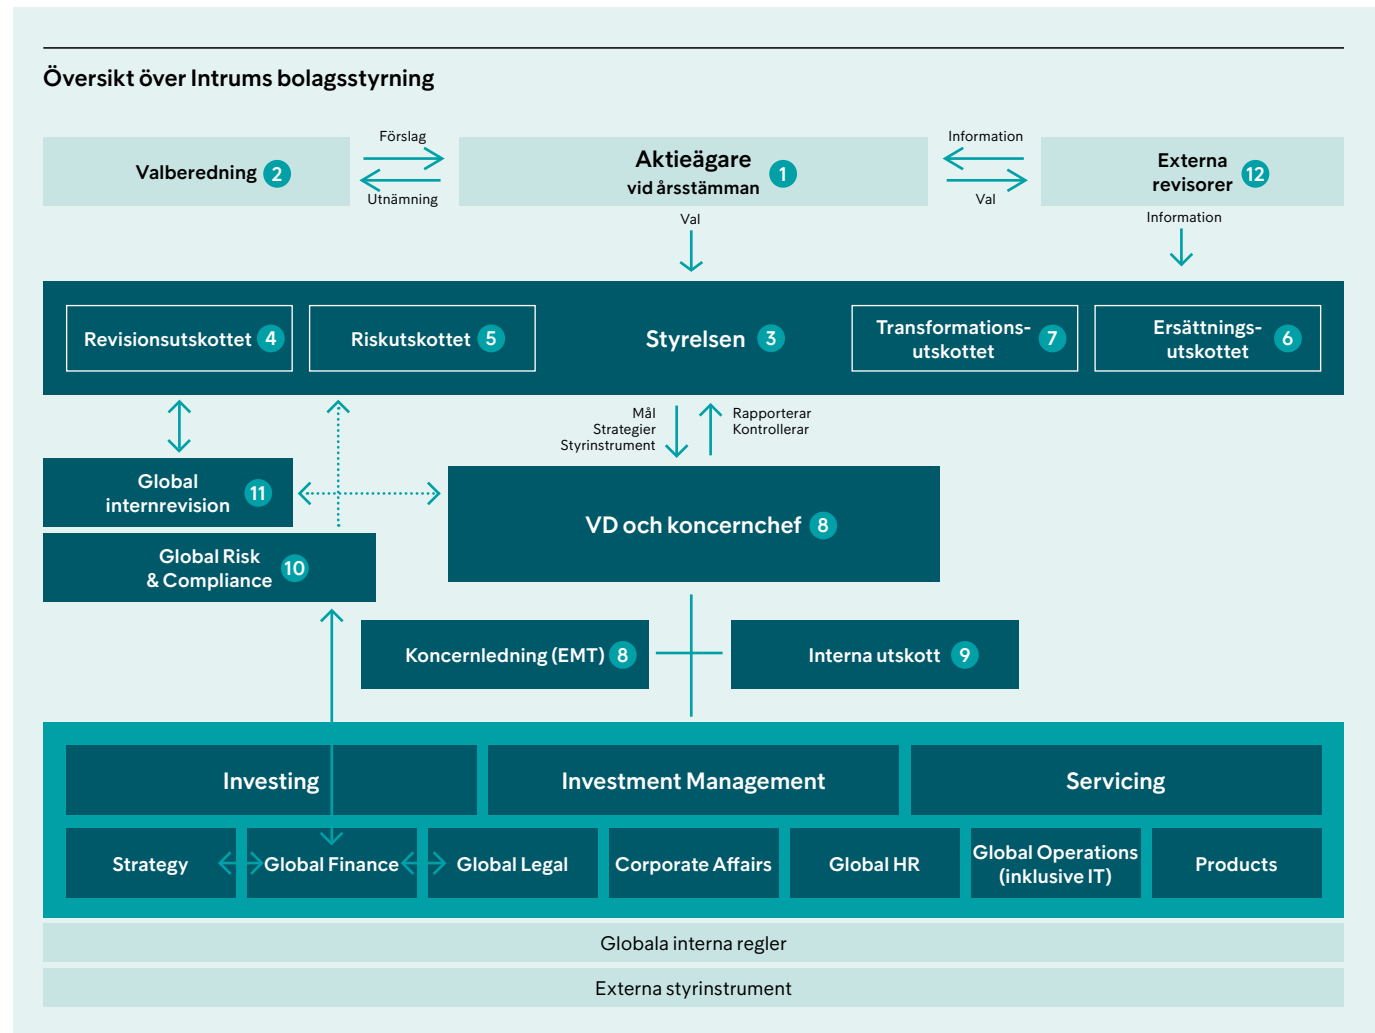 Översikt över Intrums bolagsstyrning
Valberedning 2
Förslag
Utnämning
Aktieägare
vid årsstämman 1
Information
Val
Externa
revisorer 12
Val
Information
Revisionsutskottet 4
Riskutskottet 5
Styrelsen 3
Transformations-
utskottet 7
Ersättnings-
utskottet 6
Mål
Strategier
Styrinstrument
Rapporterar
Kontrollerar
Global
internrevision 11
VD och koncernchef 8
Global Risk
& Compliance 10
Koncernledning (EMT) 8
Interna utskott 9
Investing
Investment Management
Servicing
Strategy
Global Finance
Global Legal
Corporate Affairs
Global HR
Global Operations
(inklusive IT)
Products
Globala interna regler
Externa styrinstrument